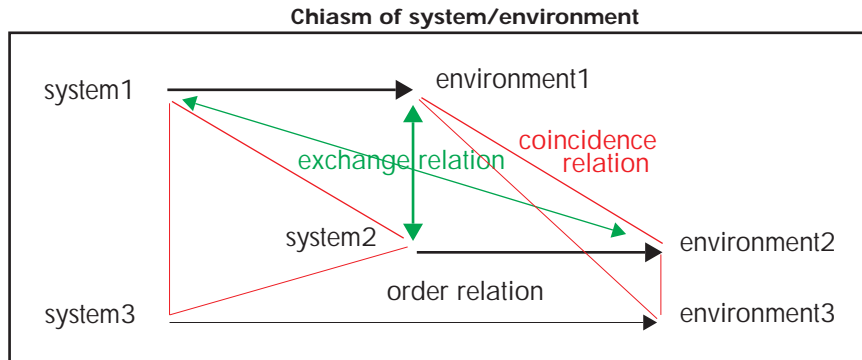 Chiasm of system/environment
system1
environment1
coincidence
relation
exchange relation
system2
environment2
order relation
system3
environment3